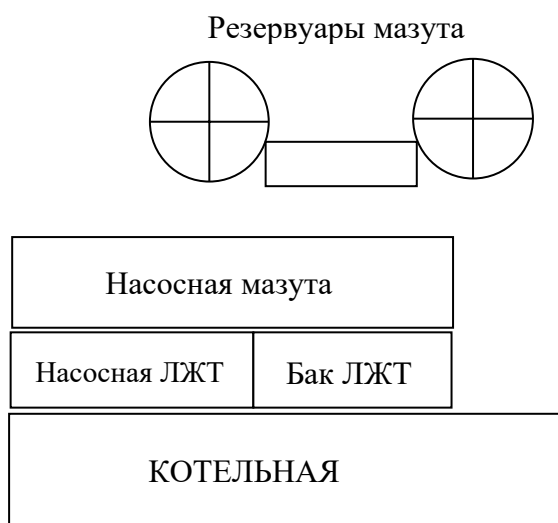 Резервуары мазута
Насосная мазута
Насосная ЛЖТ
Бак ЛЖТ
КОТЕЛЬНАЯ